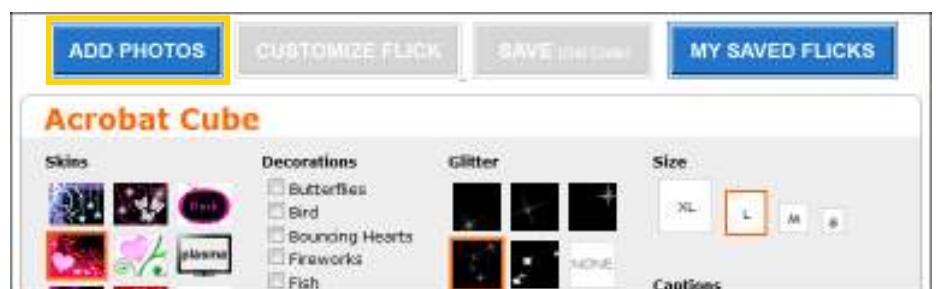 ADD PHOTOS
CUSTOMIZE FLICK
SAVE
MY SAVED FLICKS
Acrobat Cube
Skins
plasma
Decorations
Butterflies
Bird
Bouncing Hearts
Fireworks
Fish
Glitter
NONE
Size
XL
L
M
Captions